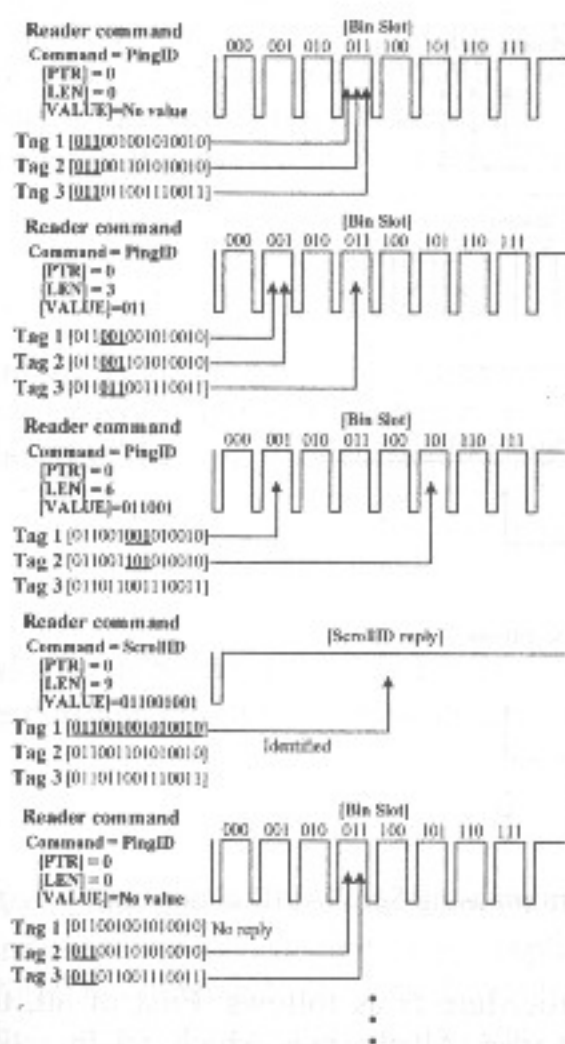 Reader command [Bin Slot]
000 001 010 011 100 101 110 111
Command = PingID
[PTR] = 0
[LEN] = 0
[VALUE]=No value
Tag 1 [011001001010010]
Tag 2 [011001101010010]
Tag 3 [011011001110011]
Reader command [Bin Slot]
000 001 010 011 100 101 110 111
Command = PingID
[PTR] = 0
[LEN] = 3
[VALUE]=011
Tag 1 [011001001010010]
Tag 2 [011001101010010]
Tag 3 [011011001110011]
Reader command [Bin Slot]
000 001 010 011 100 101 110 111
Command = PingID
[PTR] = 0
[LEN] = 6
[VALUE]=011001
Tag 1 [011001001010010]
Tag 2 [011001101010010]
Tag 3 [011011001110011]
Reader command
[ScrollID reply]
Command = ScrollID
[PTR] = 0
[LEN] = 9
[VALUE]=011001001
Tag 1 [011001001010010]
Identified
Tag 2 [011001101010010]
Tag 3 [011011001110011]
Reader command [Bin Slot]
000 001 010 011 100 101 110 111
Command = PingID
[PTR] = 0
[LEN] = 0
[VALUE]=No value
Tag 1 [011001001010010] No reply
Tag 2 [011001101010010]
Tag 3 [011011001110011]